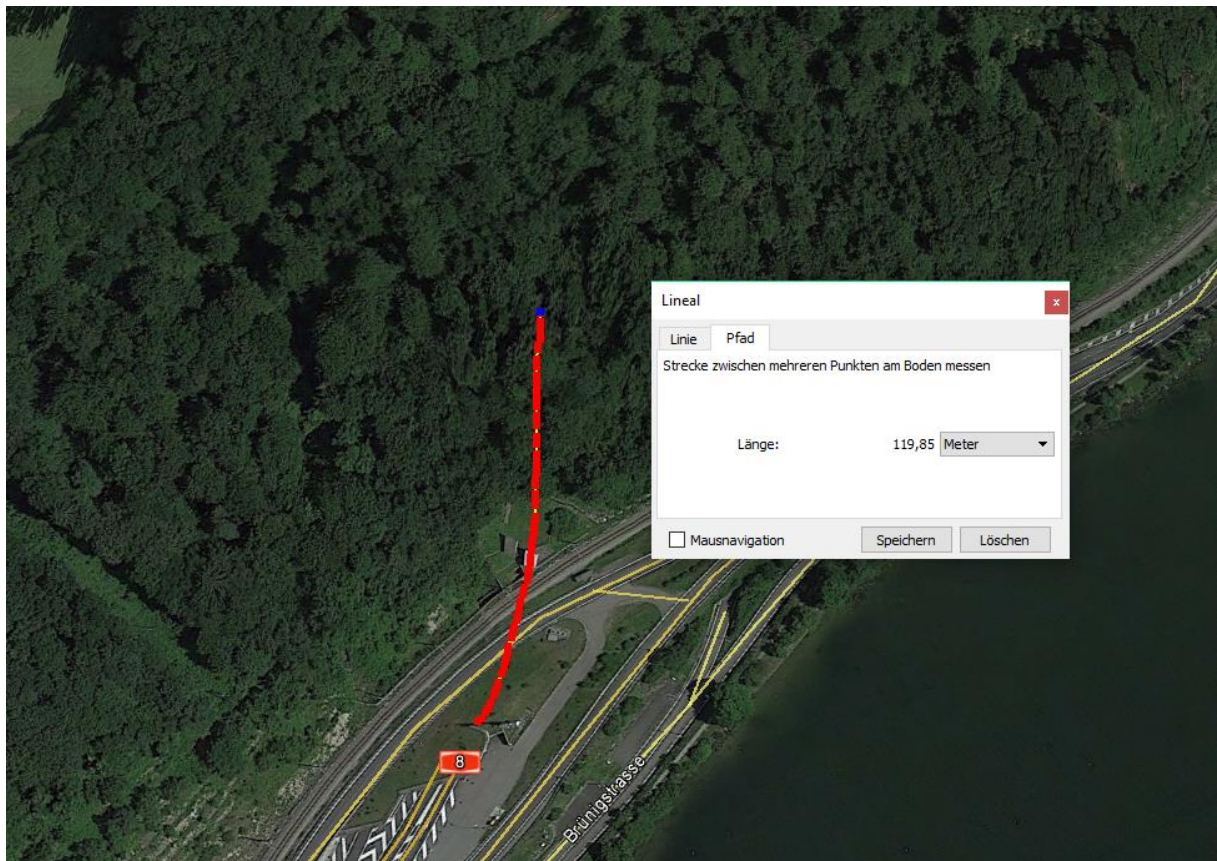 Lineal
x
Linie
Pfad
Strecke zwischen mehreren Punkten am Boden messen
Länge:
119,85
Meter
Mausnavigation
Speichern
Löschen
8
Brünigstrasse